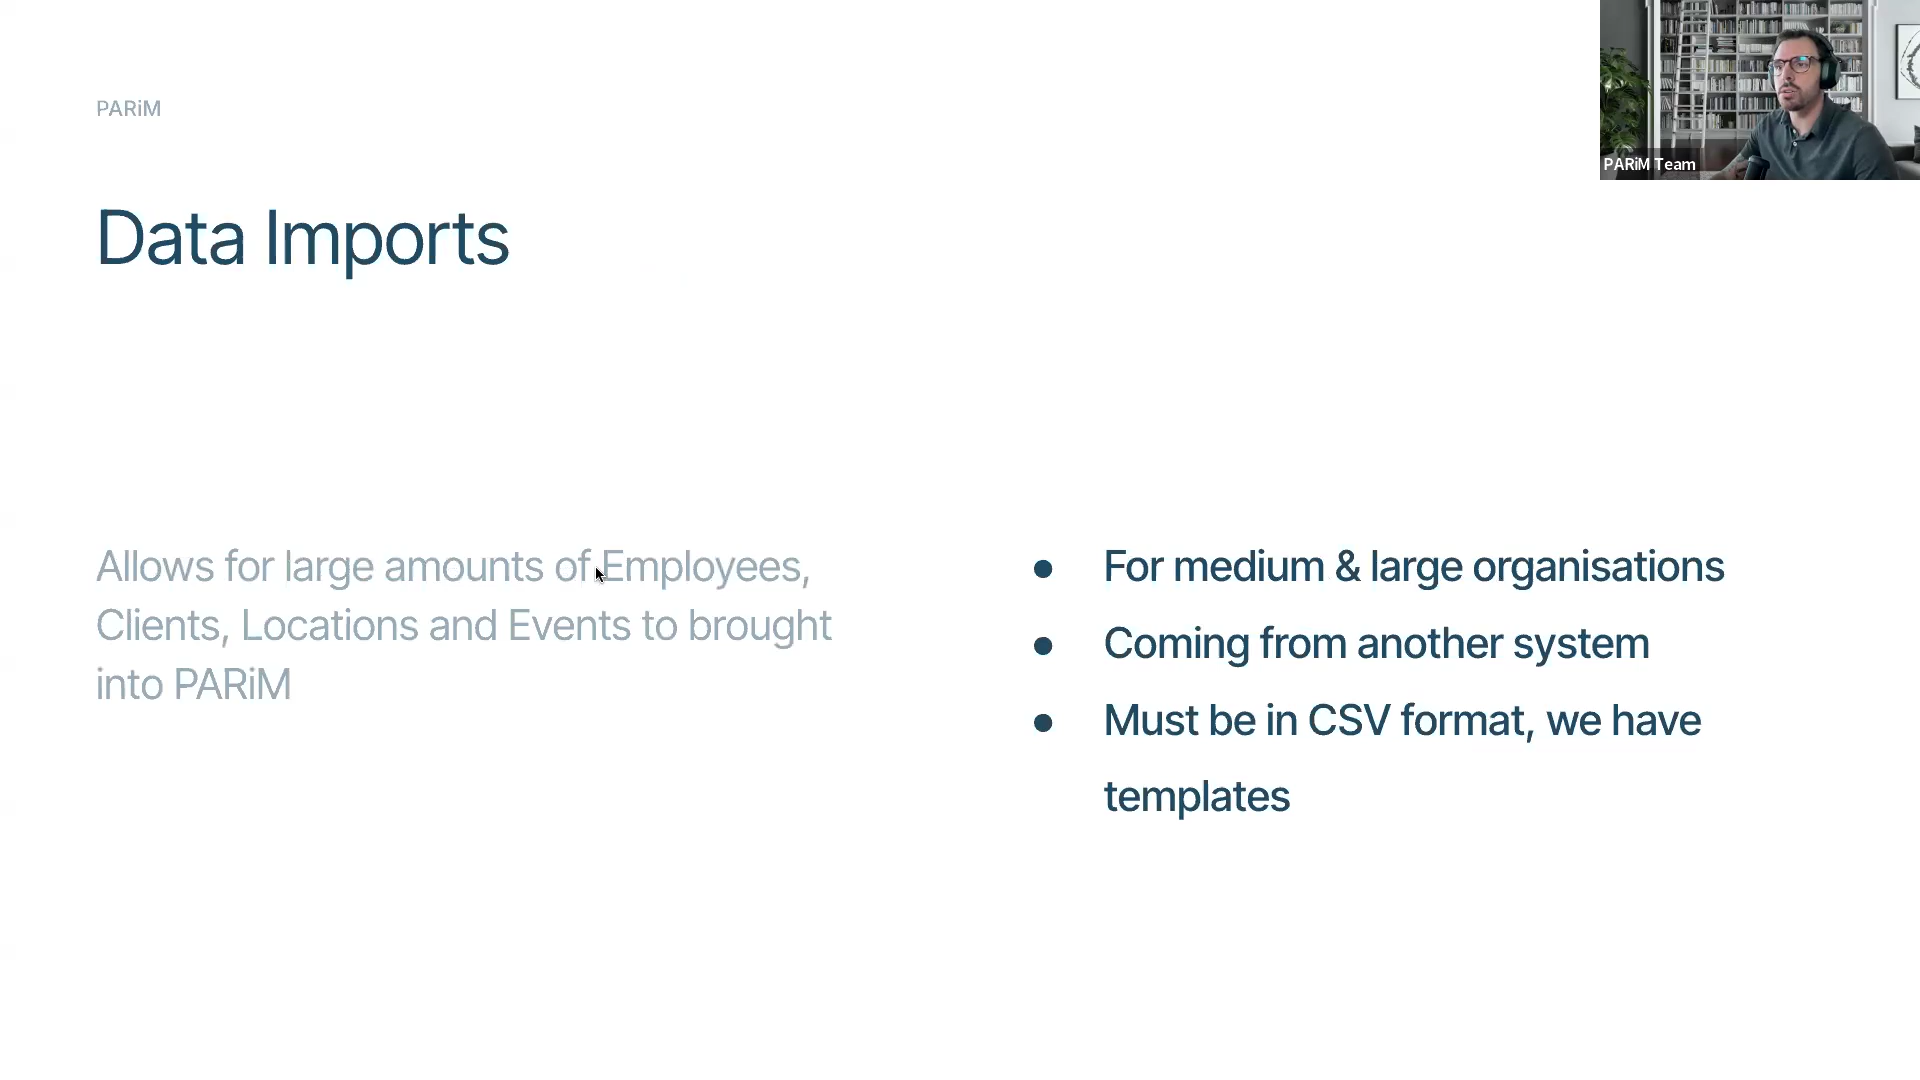 PARiM
PARiM Team
Data Imports
Allows for large amounts of Employees,
Clients, Locations and Events to brought
into PARiM
● For medium & large organisations
● Coming from another system
● Must be in CSV format, we have
templates